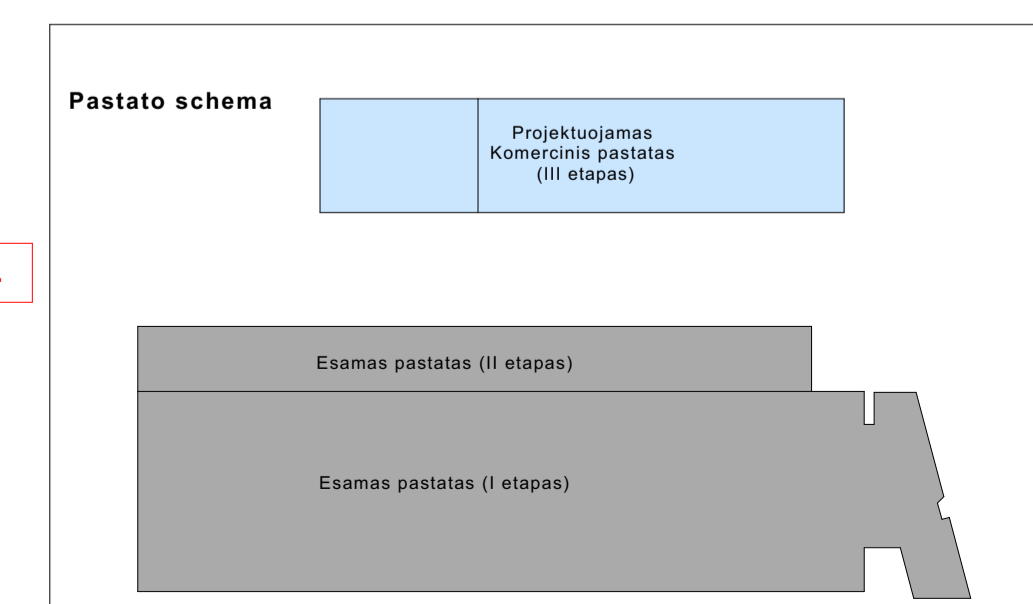 Pastato schema
Projektuojamas
Komercinis pastatas
(III etapas)
Esamas pastatas (II etapas)
Esamas pastatas (I etapas)